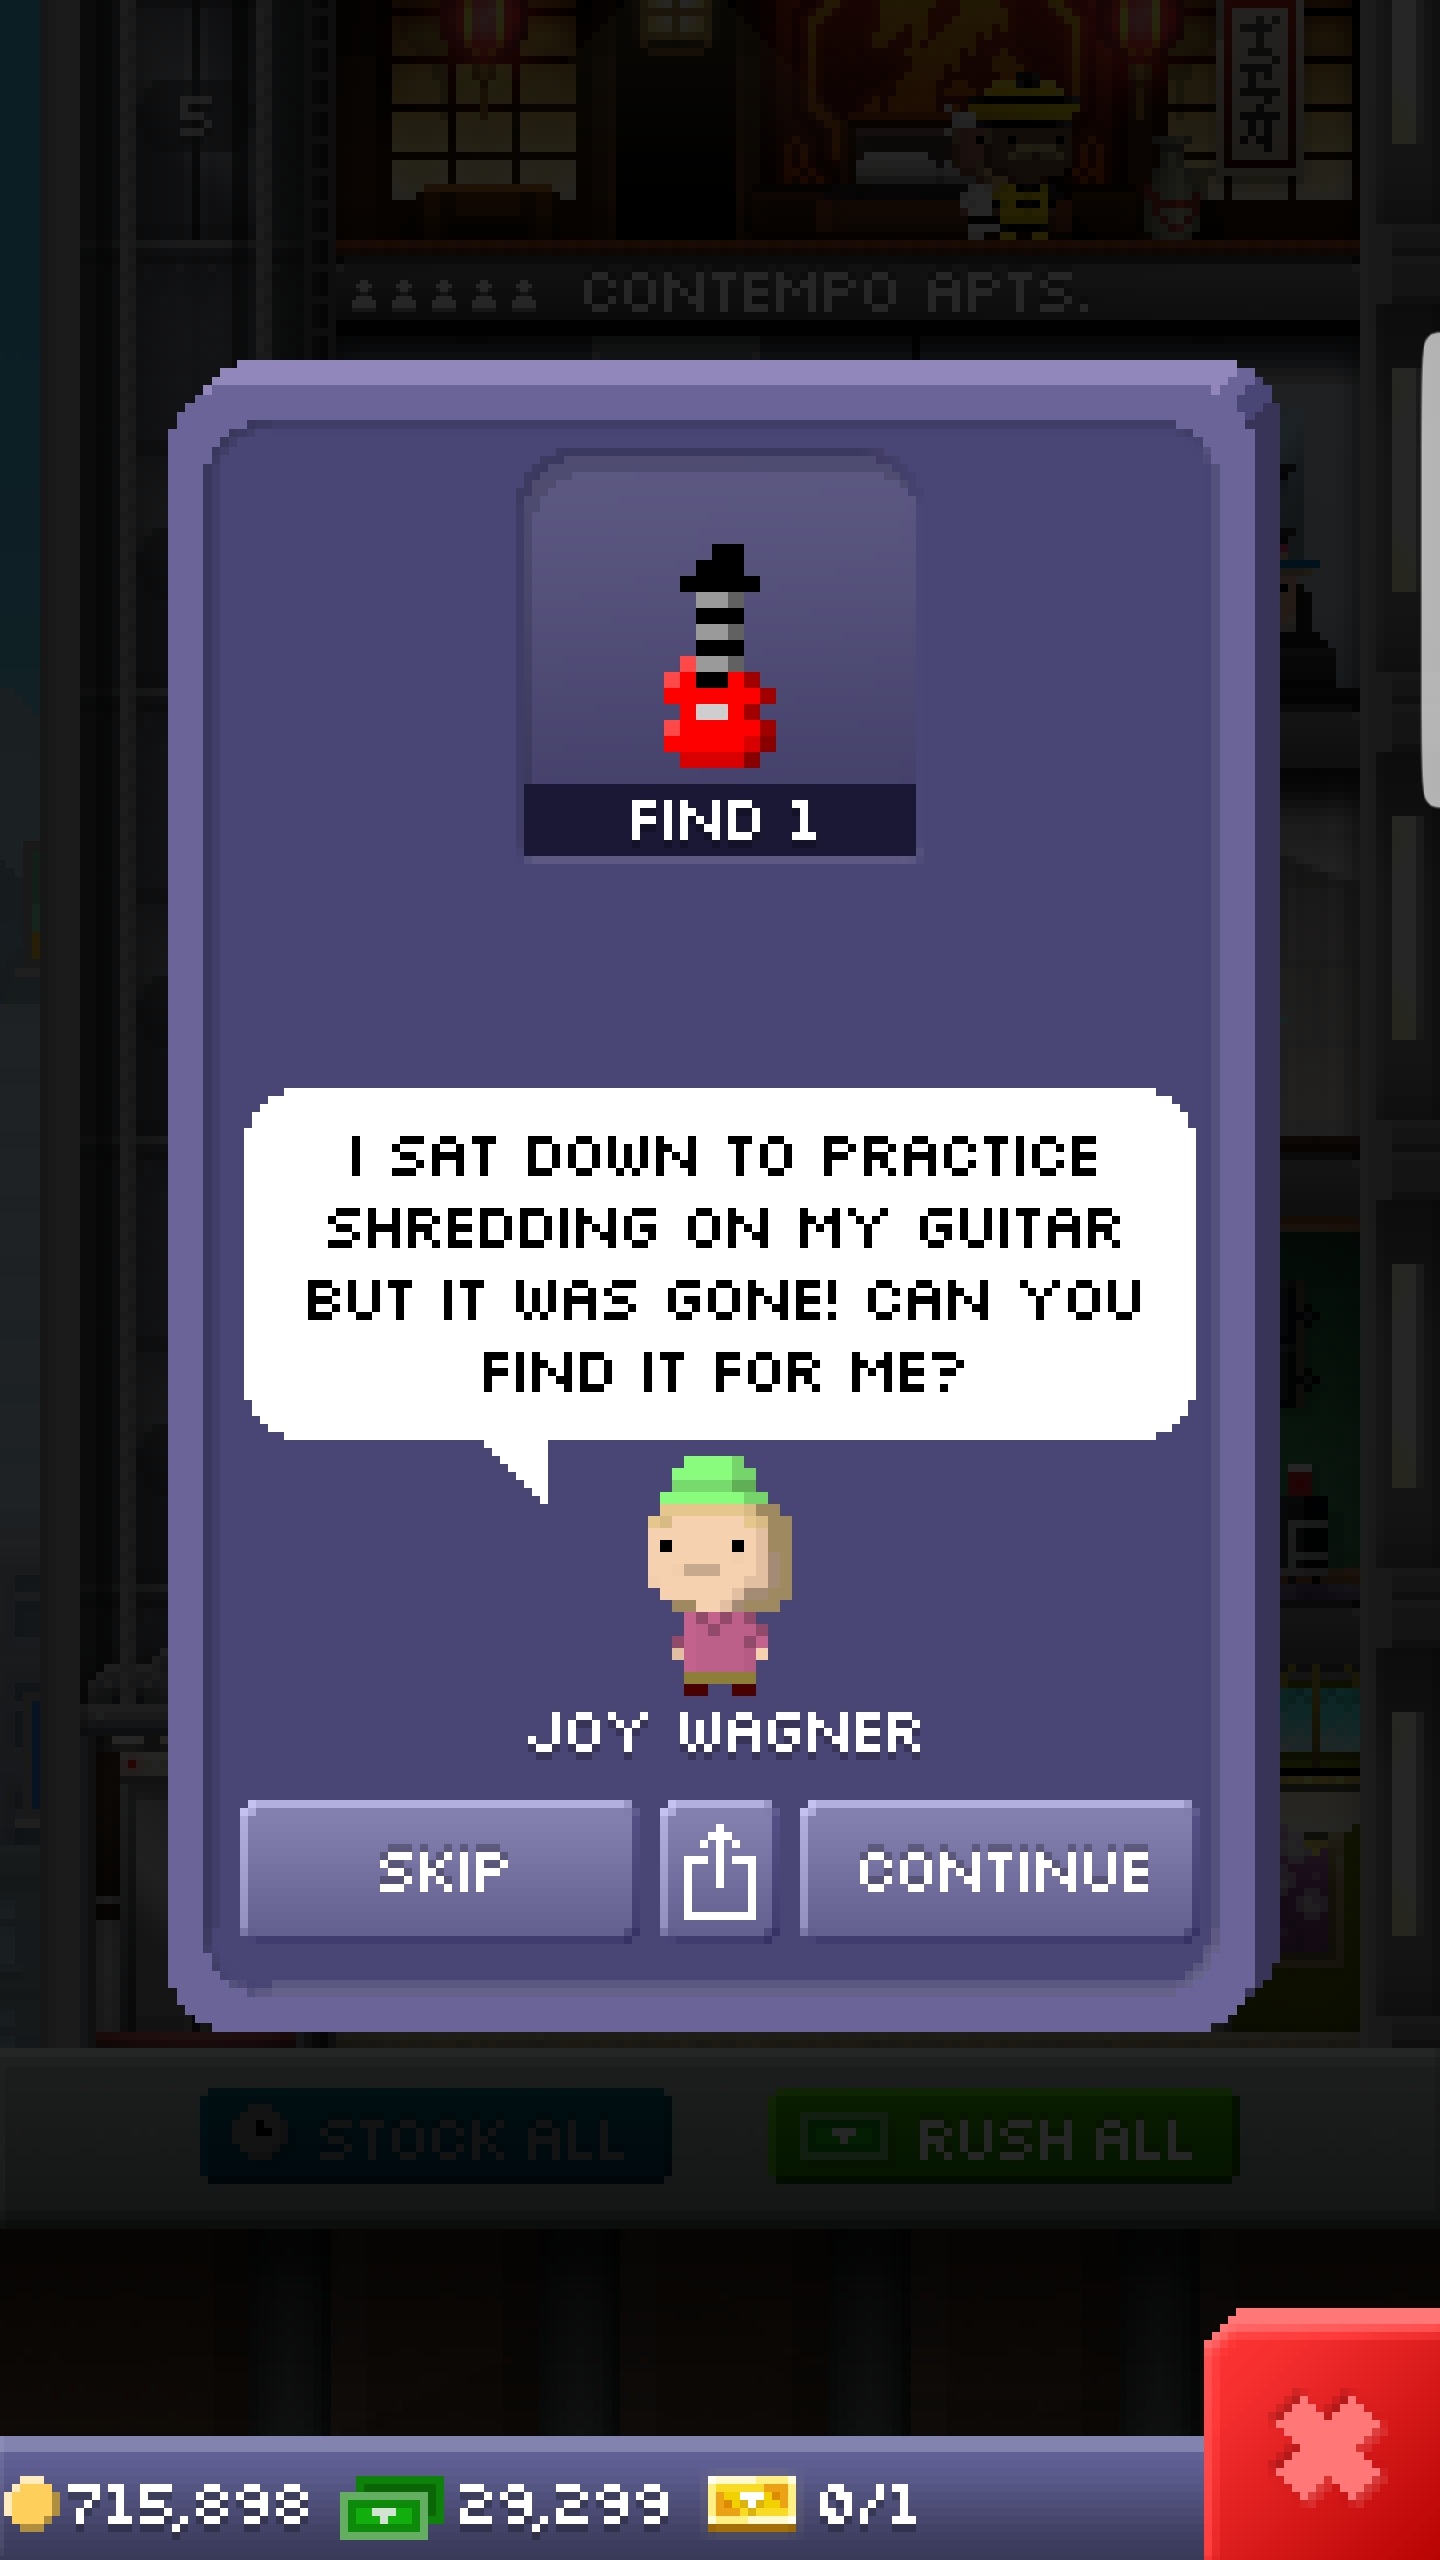 5
CONTEMPO APTS.
FIND 1
I SAT DOWN TO PRACTICE
SHREDDING ON MY GUITAR
BUT IT WAS GONE! CAN YOU
FIND IT FOR ME?
JOY WAGNER
SKIP
CONTINUE
STOCK ALL
RUSH ALL
715,898
29,299
0/1